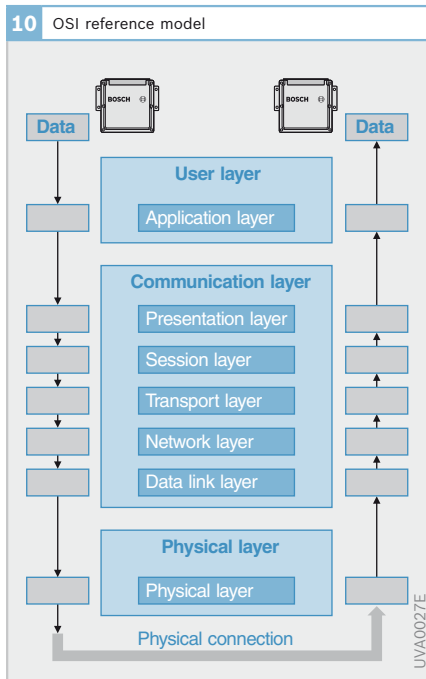 10 OSI reference model
BOSCH
BOSCH
Data
Data
User layer
Application layer
Communication layer
Presentation layer
Session layer
Transport layer
Network layer
Data link layer
Physical layer
Physical layer
Physical connection
UVA0027E